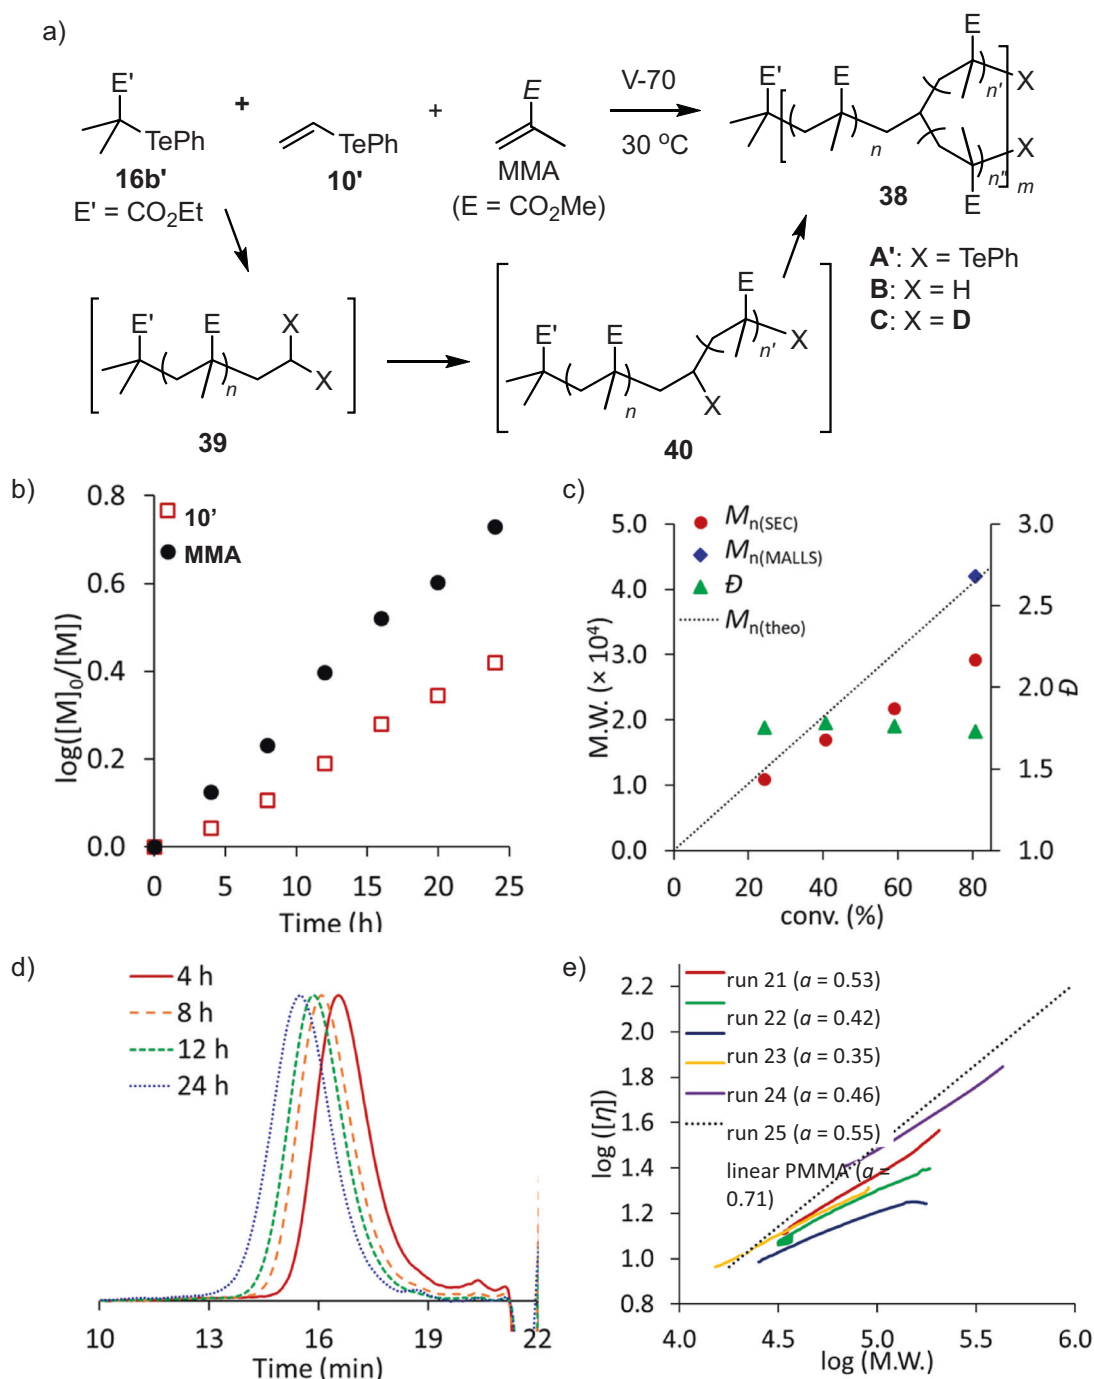 a)
E'
TePh
16b'
E' = CO2Et
+
TePh
10'
+
E
MMA
(E = CO2Me)
V-70
30 oC
E'
E
n
E
n'
X
X
n"
m
E
38
A': X = TePh
B: X = H
C: X = D
E'
E
X
n
X
39
E'
E
n
E
n'
X
X
40
b)
10'
MMA
0.8
0.6
0.4
0.2
0.0
log([M]0/[M])
0 5 10 15 20 25
Time (h)
c)
Mn(SEC)
Mn(MALLS)
Đ
Mn(theo)
5.0
4.0
3.0
2.0
1.0
0.0
M.W. (× 10^4)
3.0
2.5
2.0
1.5
1.0
Đ
0 20 40 60 80
conv. (%)
d)
4 h
8 h
12 h
24 h
10 13 16 19 22
Time (min)
e)
run 21 (a = 0.53)
run 22 (a = 0.42)
run 23 (a = 0.35)
run 24 (a = 0.46)
run 25 (a = 0.55)
linear PMMA (a =
0.71)
2.2
2.0
1.8
1.6
1.4
1.2
1.0
0.8
log ([η])
4.0 4.5 5.0 5.5 6.0
log (M.W.)